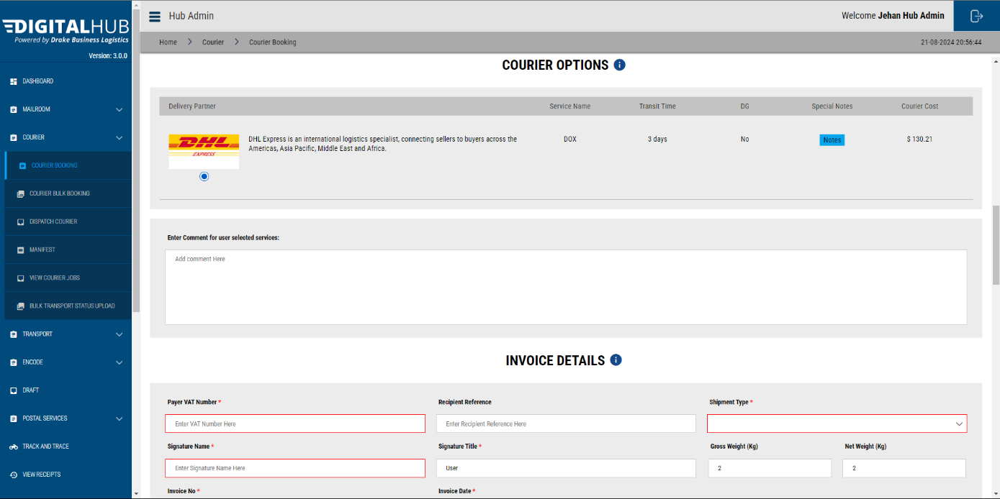 DIGITALHUB
Powered by Drake Business Logistics
Version: 3.0.0
DASHBOARD
MAILROOM
COURIER
COURIER BOOKING
COURIER BULK BOOKING
DISPATCH COURIER
MANIFEST
VIEW COURIER JOBS
BULK TRANSPORT STATUS UPLOAD
TRANSPORT
ENCODE
DRAFT
POSTAL SERVICES
TRACK AND TRACE
VIEW RECEIPTS
Hub Admin
Welcome Jehan Hub Admin
Home > Courier > Courier Booking
21-08-2024 20:56:44
COURIER OPTIONS i
Delivery Partner Service Name Transit Time DG Special Notes Courier Cost
DHL
EXPRESS
DHL Express is an international logistics specialist, connecting sellers to buyers across the
Americas, Asia Pacific, Middle East and Africa.
DOX 3 days No Notes $ 130.21
Enter Comment for user selected services:
Add comment Here
INVOICE DETAILS i
Payer VAT Number * Recipient Reference Shipment Type *
Enter VAT Number Here Enter Recipient Reference Here
Signature Name * Signature Title * Gross Weight (Kg) Net Weight (Kg)
Enter Signature Name Here User 2 2
Invoice No * Invoice Date *